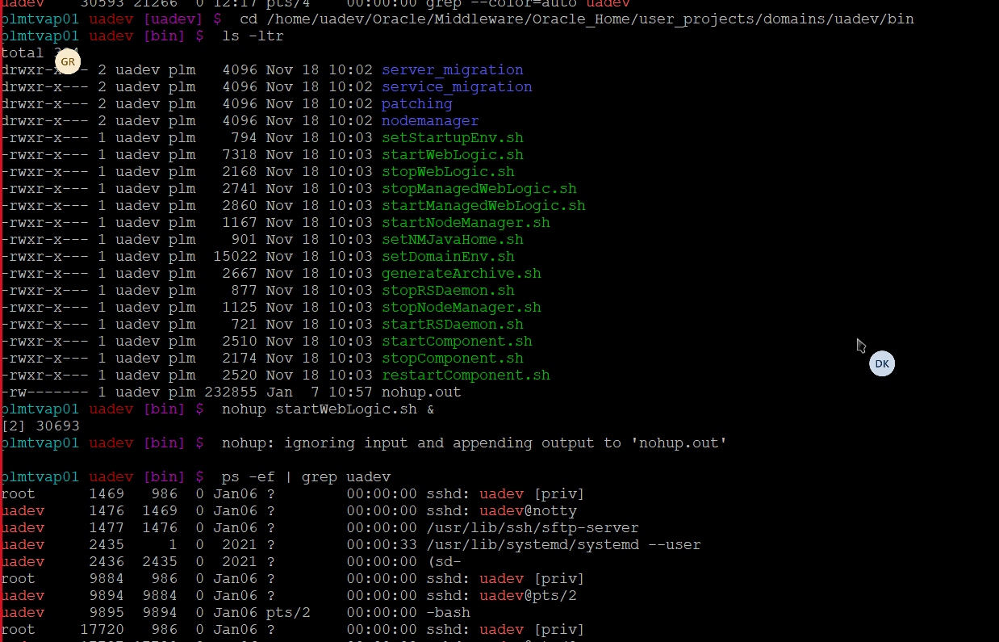 uadev 30593 21266 0 12:17 pts/4 00:00:00 grep --color=auto uadev
plmtvap01 uadev [uadev] $ cd /home/uadev/Oracle/Middleware/Oracle_Home/user_projects/domains/uadev/bin
plmtvap01 uadev [bin] $ ls -ltr
total
GR
drwxr-x--- 2 uadev plm 4096 Nov 18 10:02 server_migration
drwxr-x--- 2 uadev plm 4096 Nov 18 10:02 service_migration
drwxr-x--- 2 uadev plm 4096 Nov 18 10:02 patching
drwxr-x--- 2 uadev plm 4096 Nov 18 10:02 nodemanager
-rwxr-x--- 1 uadev plm 794 Nov 18 10:03 setStartupEnv.sh
-rwxr-x--- 1 uadev plm 7318 Nov 18 10:03 startWebLogic.sh
-rwxr-x--- 1 uadev plm 2168 Nov 18 10:03 stopWebLogic.sh
-rwxr-x--- 1 uadev plm 2741 Nov 18 10:03 stopManagedWebLogic.sh
-rwxr-x--- 1 uadev plm 2860 Nov 18 10:03 startManagedWebLogic.sh
-rwxr-x--- 1 uadev plm 1167 Nov 18 10:03 startNodeManager.sh
-rwxr-x--- 1 uadev plm 901 Nov 18 10:03 setNMJavaHome.sh
-rwxr-x--- 1 uadev plm 15022 Nov 18 10:03 setDomainEnv.sh
-rwxr-x--- 1 uadev plm 2667 Nov 18 10:03 generateArchive.sh
-rwxr-x--- 1 uadev plm 877 Nov 18 10:03 stopRSDaemon.sh
-rwxr-x--- 1 uadev plm 1125 Nov 18 10:03 stopNodeManager.sh
-rwxr-x--- 1 uadev plm 721 Nov 18 10:03 startRSDaemon.sh
-rwxr-x--- 1 uadev plm 2510 Nov 18 10:03 startComponent.sh
-rwxr-x--- 1 uadev plm 2174 Nov 18 10:03 stopComponent.sh
DK
-rwxr-x--- 1 uadev plm 2520 Nov 18 10:03 restartComponent.sh
-rw------- 1 uadev plm 232855 Jan 7 10:57 nohup.out
plmtvap01 uadev [bin] $ nohup startWebLogic.sh &
[2] 30693
plmtvap01 uadev [bin] $ nohup: ignoring input and appending output to 'nohup.out'
plmtvap01 uadev [bin] $ ps -ef | grep uadev
root 1469 986 0 Jan06 ? 00:00:00 sshd: uadev [priv]
uadev 1476 1469 0 Jan06 ? 00:00:00 sshd: uadev@notty
uadev 1477 1476 0 Jan06 ? 00:00:00 /usr/lib/ssh/sftp-server
uadev 2435 1 0 2021 ? 00:00:33 /usr/lib/systemd/systemd --user
uadev 2436 2435 0 2021 ? 00:00:00 (sd-
root 9884 986 0 Jan06 ? 00:00:00 sshd: uadev [priv]
uadev 9894 9884 0 Jan06 ? 00:00:00 sshd: uadev@pts/2
uadev 9895 9894 0 Jan06 pts/2 00:00:00 -bash
root 17720 986 0 Jan06 ? 00:00:00 sshd: uadev [priv]